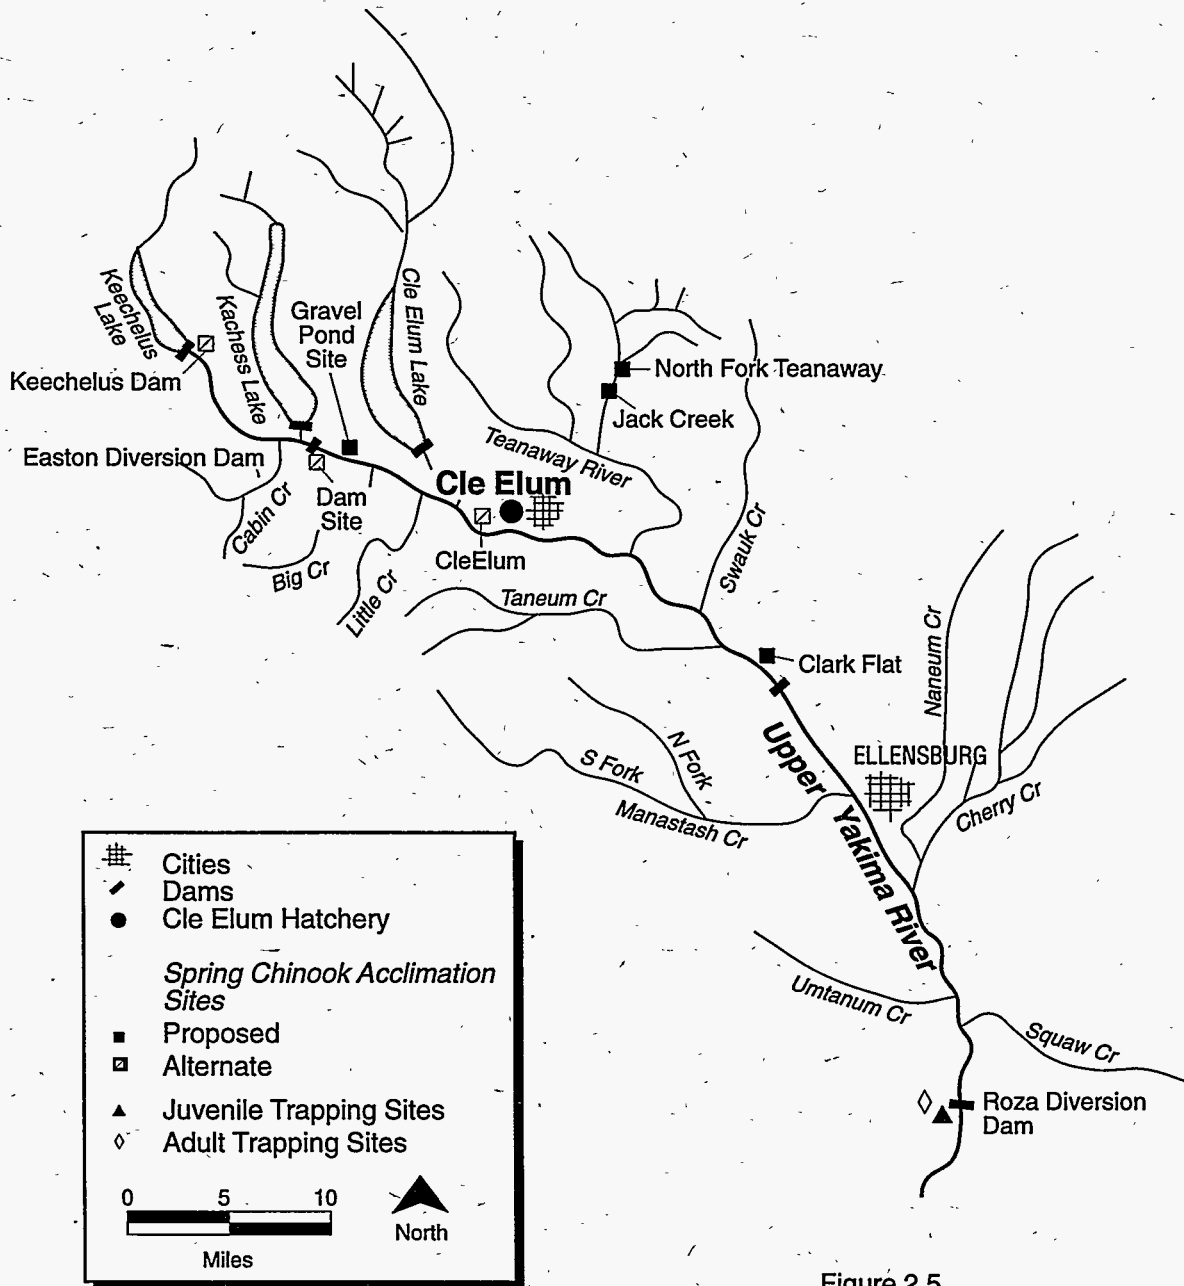 Keechelus
Lake
Kachess Lake
Gravel
Pond
Site
Cle Elum Lake
Keechelus Dam
North Fork Teanaway
Jack Creek
Easton Diversion Dam
Teanaway River
Cle Elum
Cabin Cr
Dam
Site
Big Cr
Little Cr
CleElum
Swauk Cr
Taneum Cr
Clark Flat
Naneum Cr
Upper Yakima River
ELLENSBURG
S Fork
N Fork
Manastash Cr
Cherry Cr
Umtanum Cr
Squaw Cr
Roza Diversion
Dam
Cities
Dams
Cle Elum Hatchery
Spring Chinook Acclimation
Sites
Proposed
Alternate
Juvenile Trapping Sites
Adult Trapping Sites
0 5 10
Miles
North
Figure 2.5